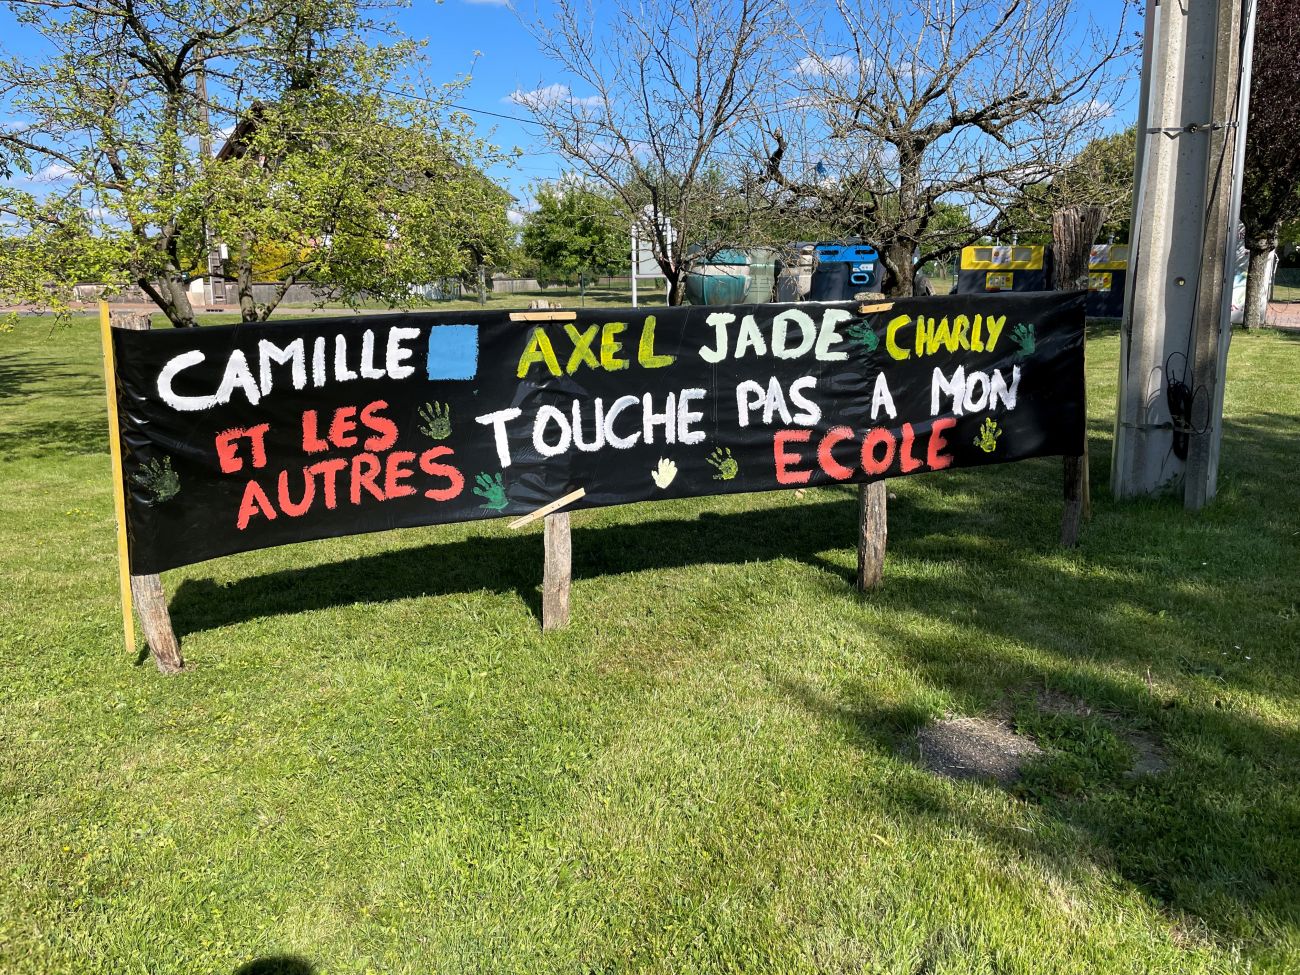 CAMILLE AXEL JADE CHARLY
ET LES
AUTRES
TOUCHE PAS A MON
ECOLE